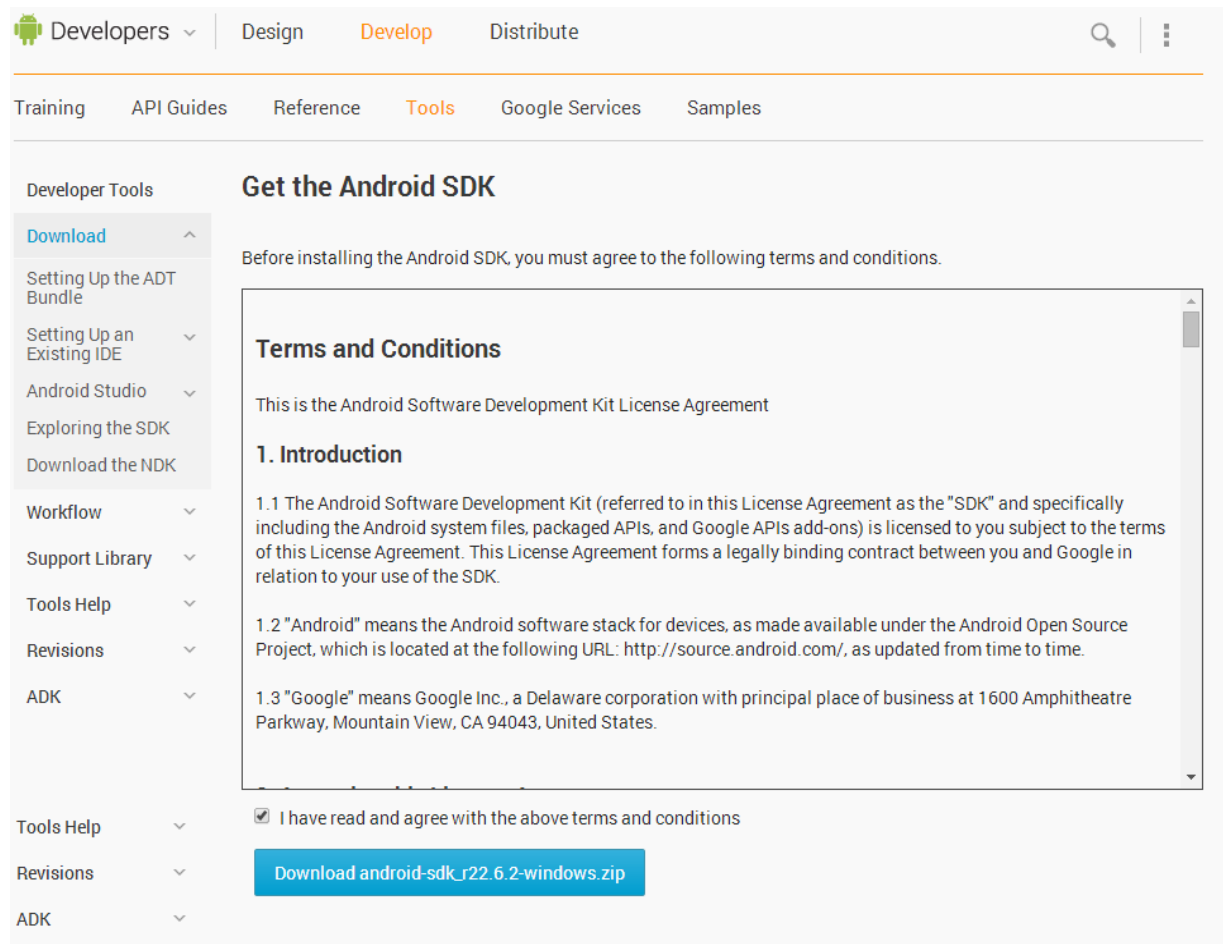 Developers
Design
Develop
Distribute
Training
API Guides
Reference
Tools
Google Services
Samples
Developer Tools
Download
Setting Up the ADT
Bundle
Setting Up an
Existing IDE
Android Studio
Exploring the SDK
Download the NDK
Workflow
Support Library
Tools Help
Revisions
ADK
Tools Help
Revisions
ADK
Get the Android SDK
Before installing the Android SDK, you must agree to the following terms and conditions.
Terms and Conditions
This is the Android Software Development Kit License Agreement
1. Introduction
1.1 The Android Software Development Kit (referred to in this License Agreement as the "SDK" and specifically
including the Android system files, packaged APIs, and Google APIs add-ons) is licensed to you subject to the terms
of this License Agreement. This License Agreement forms a legally binding contract between you and Google in
relation to your use of the SDK.
1.2 "Android" means the Android software stack for devices, as made available under the Android Open Source
Project, which is located at the following URL: http://source.android.com/, as updated from time to time.
1.3 "Google" means Google Inc., a Delaware corporation with principal place of business at 1600 Amphitheatre
Parkway, Mountain View, CA 94043, United States.
I have read and agree with the above terms and conditions
Download android-sdk_r22.6.2-windows.zip